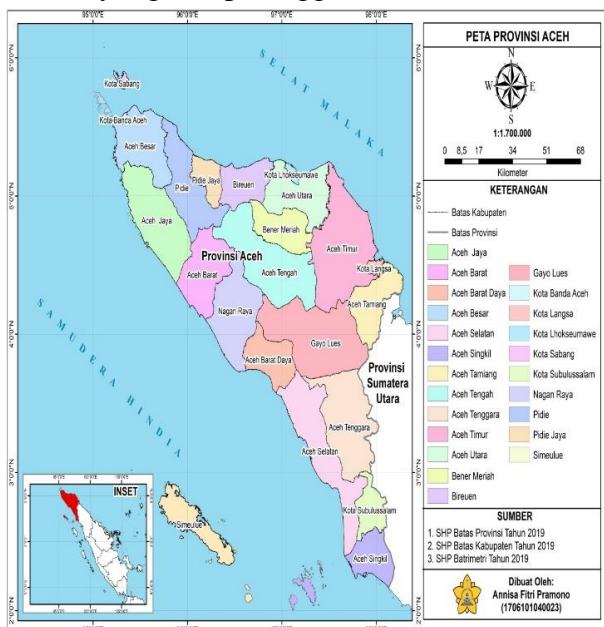 95°0'0"E 96°0'0"E 97°0'0"E 98°0'0"E
6°0'0"N
5°0'0"N
4°0'0"N
3°0'0"N
2°0'0"N
SELAT MALAKA
SAMUDERA HINDIA
Kota Sabang
Kota Banda Aceh
Aceh Besar
Pidie
Pidie Jaya
Bireuen
Kota Lhokseumawe
Aceh Utara
Aceh Jaya
Bener Meriah
Aceh Timur
Provinsi Aceh
Aceh Barat
Aceh Tengah
Kota Langsa
Aceh Tamiang
Nagan Raya
Gayo Lues
Aceh Barat Daya
Provinsi
Sumatera
Utara
Aceh Tenggara
Aceh Selatan
Simeulue
Kota Subulussalam
Aceh Singkil
INSET
PETA PROVINSI ACEH
N
W E
S
1:1.700.000
0 8,5 17 34 51 68
Kilometer
KETERANGAN
Batas Kabupaten
Batas Provinsi
Aceh Jaya
Aceh Barat
Aceh Barat Daya
Aceh Besar
Aceh Selatan
Aceh Singkil
Aceh Tamiang
Aceh Tengah
Aceh Tenggara
Aceh Timur
Aceh Utara
Bener Meriah
Bireuen
Gayo Lues
Kota Banda Aceh
Kota Langsa
Kota Lhokseumawe
Kota Sabang
Kota Subulussalam
Nagan Raya
Pidie
Pidie Jaya
Simeulue
SUMBER
1. SHP Batas Provinsi Tahun 2019
2. SHP Batas Kabupaten Tahun 2019
3. SHP Batrimetri Tahun 2019
Dibuat Oleh:
Annisa Fitri Pramono
(1706101040023)